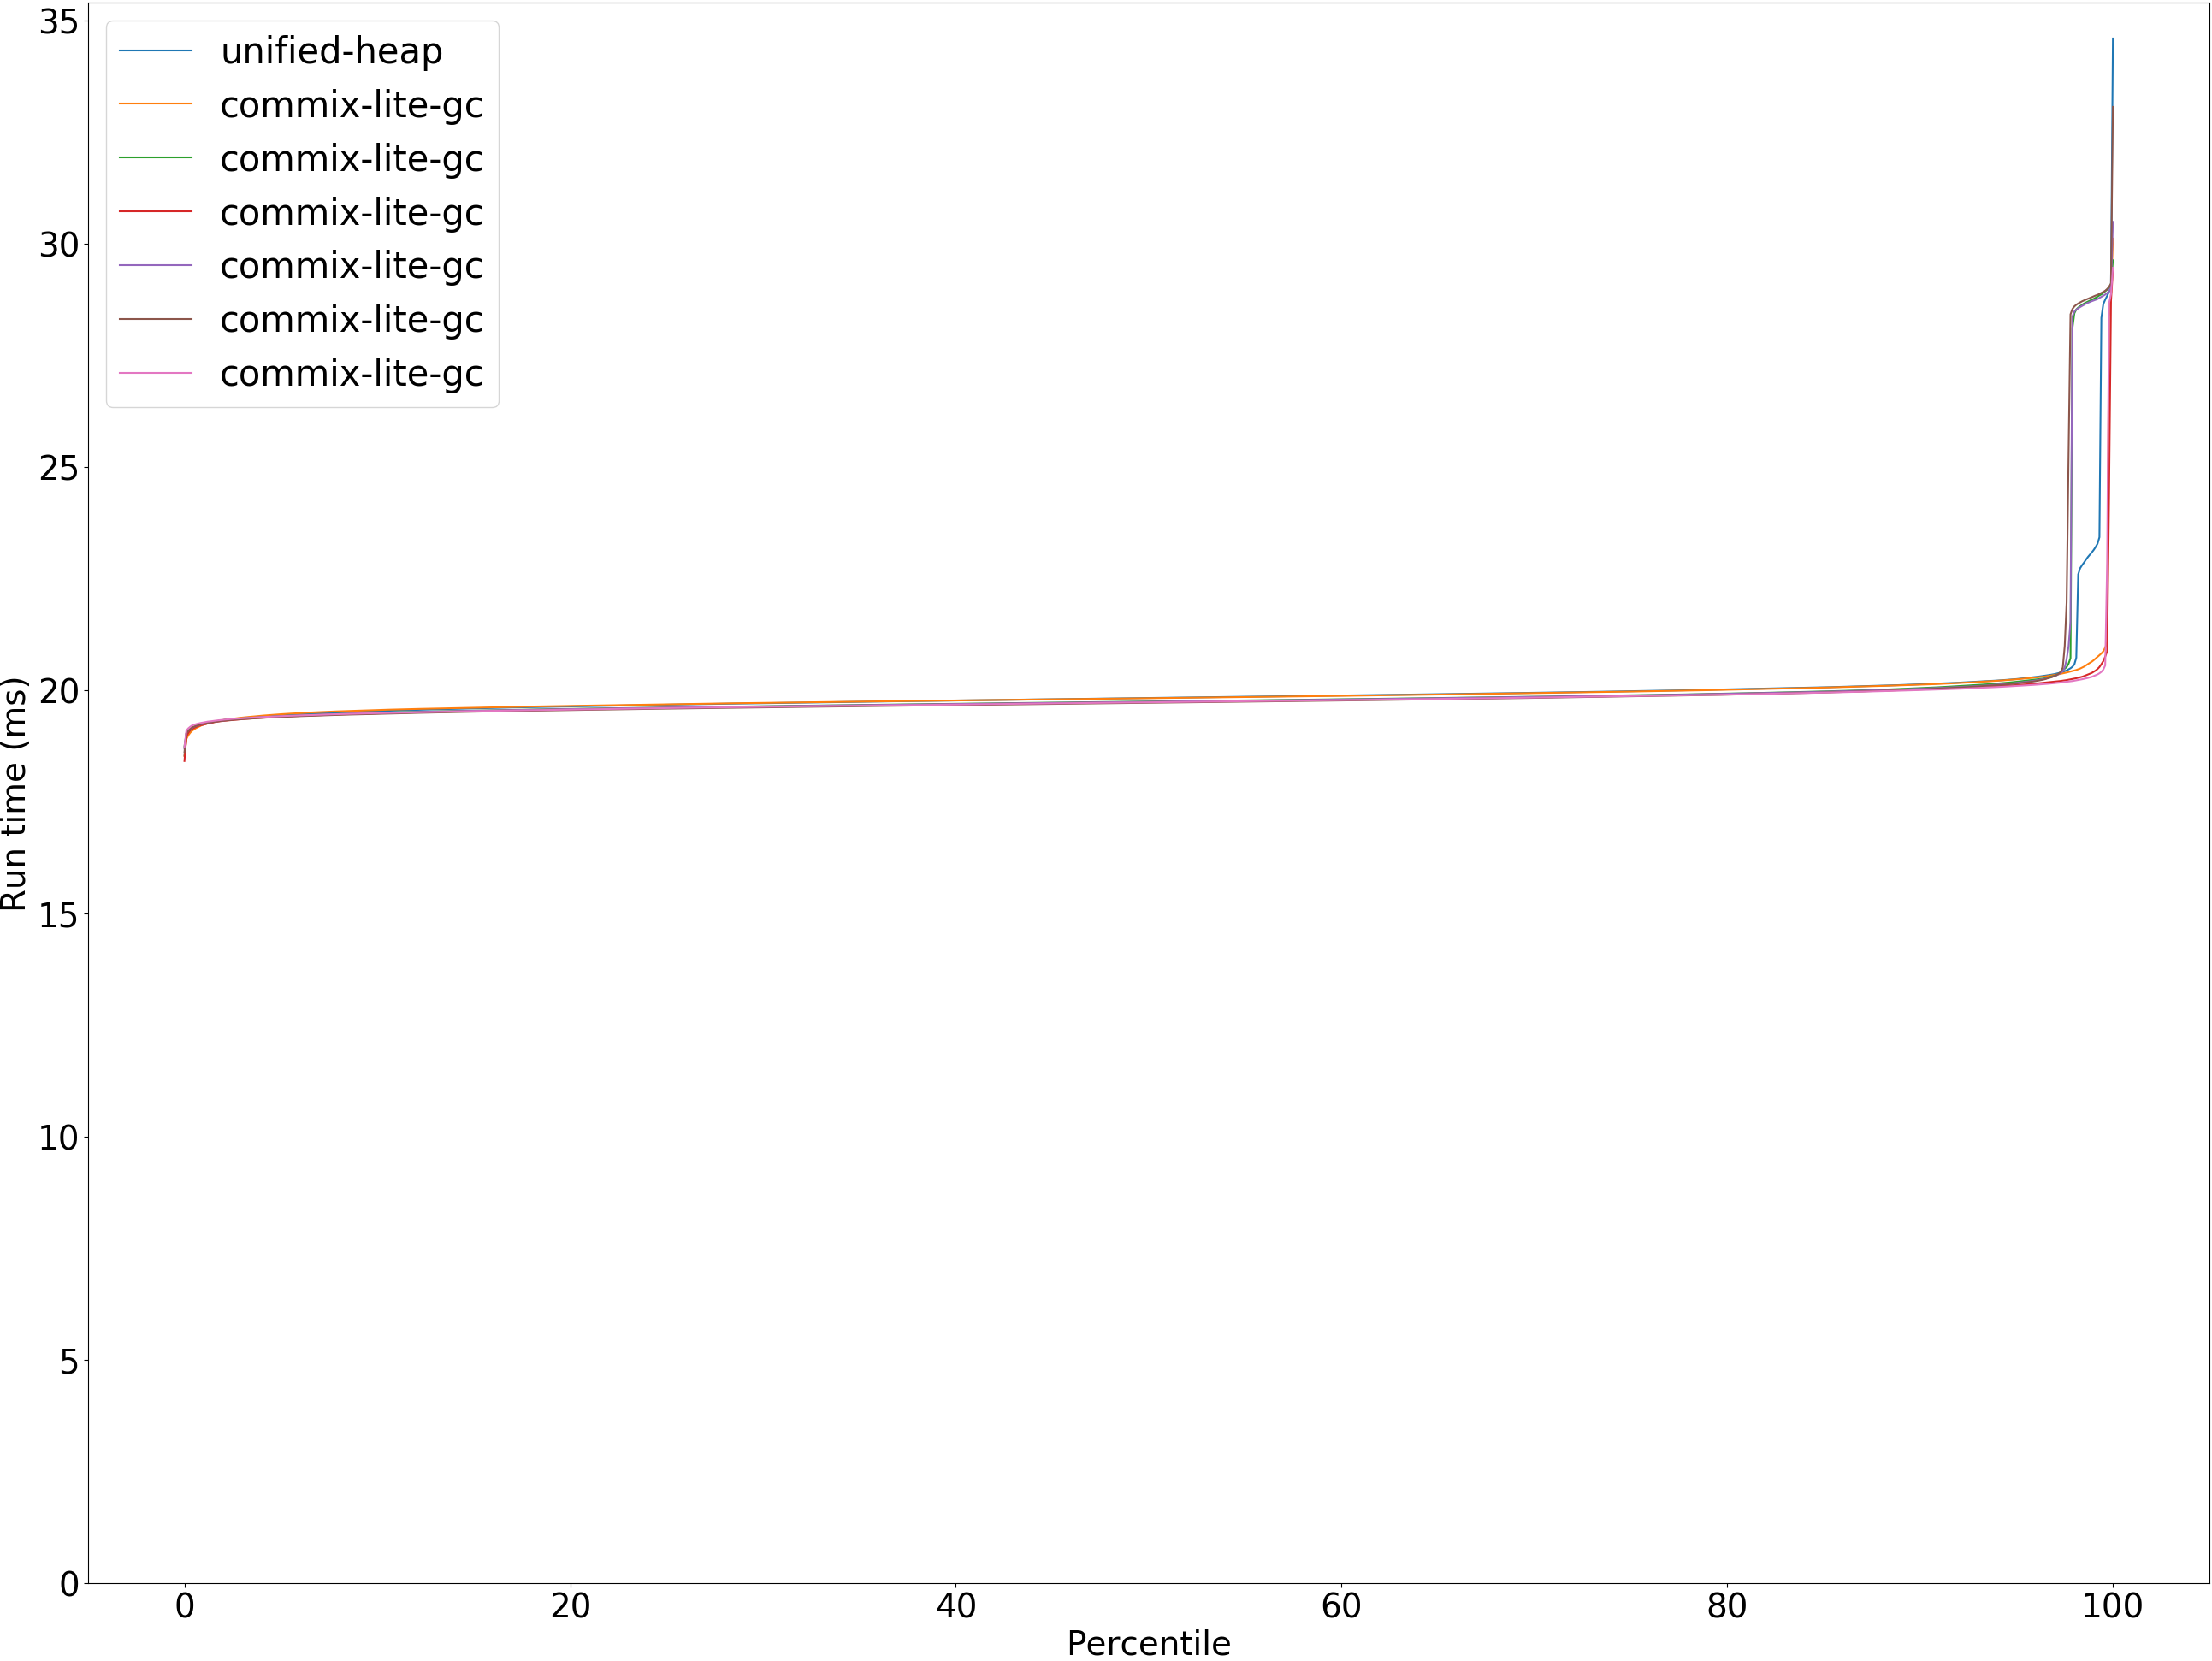 35
30
25
20
15
10
5
0
Run time (ms)
unified-heap
commix-lite-gc
commix-lite-gc
commix-lite-gc
commix-lite-gc
commix-lite-gc
commix-lite-gc
0 20 40 60 80 100
Percentile